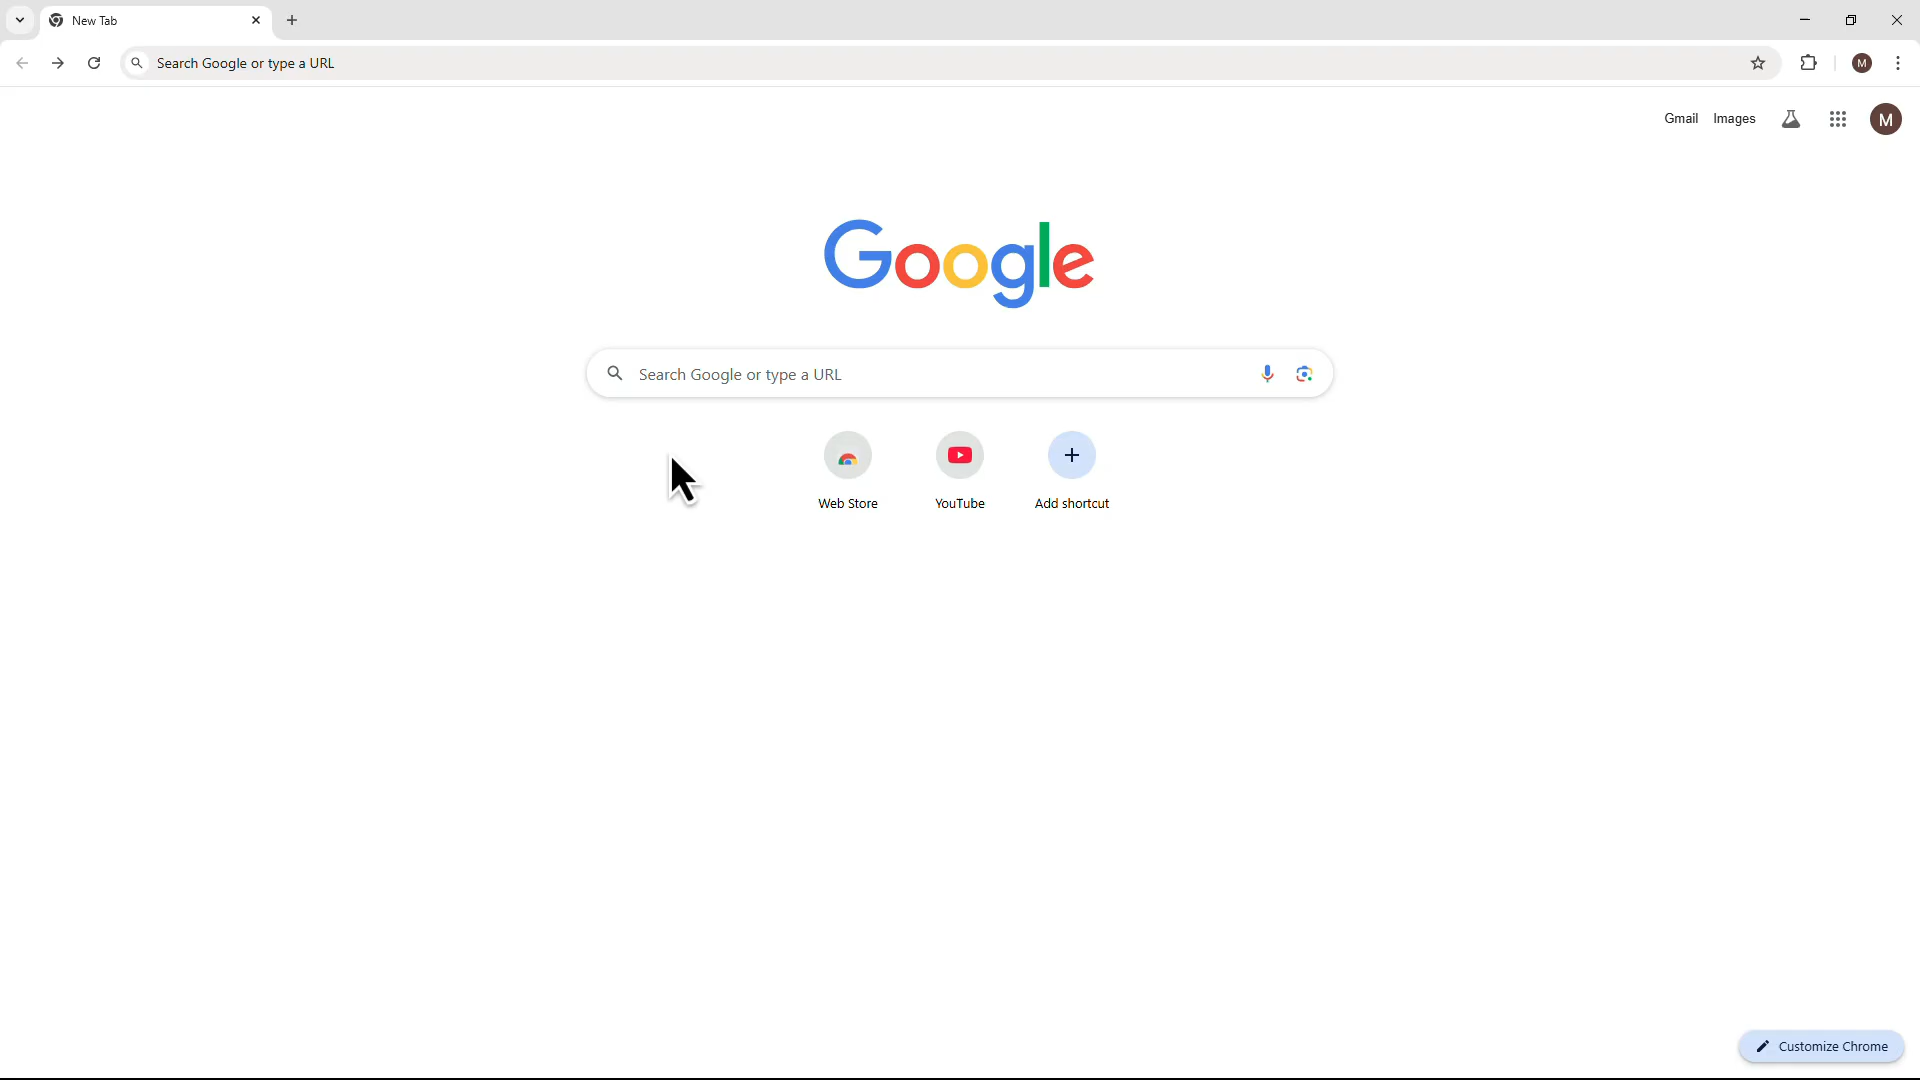 New Tab
Search Google or type a URL
Gmail Images
M
M
Google
Search Google or type a URL
Web Store
YouTube
Add shortcut
Customize Chrome